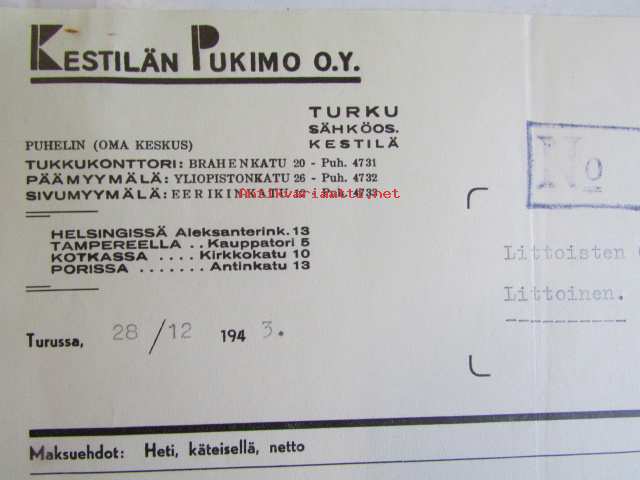 KESTILÄN PUKIMO O.Y.
TURKU
SÄHKÖOS.
KESTILÄ
PUHELIN (OMA KESKUS)
TUKKUKONTTORI: BRAHENKATU 20 - Puh. 4731
PÄÄMYYMÄLÄ: YLIOPISTONKATU 26 - Puh. 4732
SIVUMYYMÄLÄ: EERIKINKATU - Puh. 4733
Antikvariaatti.net
HELSINGISSÄ Aleksanterink. 13
TAMPEREELLA .. Kauppatori 5
KOTKASSA .... Kirkkokatu 10
PORISSA ....... Antinkatu 13
No
Littoisten
Littoinen.
Turussa, 28/12 1943.
Maksuehdot: Heti, käteisellä, netto